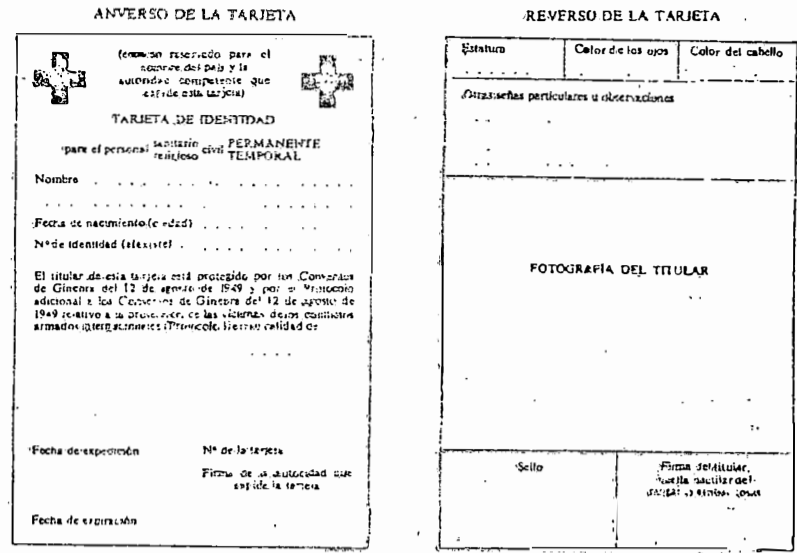 ANVERSO DE LA TARJETA
(espacio reservado para el
nombre del país y la
autoridad competente que
expide esta tarjeta)
TARJETA DE IDENTIDAD
para el personal sanitario religioso civil PERMANENTE TEMPORAL
Nombre
Fecha de nacimiento (o edad)
Nº de identidad (si existe)
El titular de esta tarjeta está protegido por los Convenios
de Ginebra del 12 de agosto de 1949 y por el Protocolo
adicional a los Convenios de Ginebra del 12 de agosto de
1949 relativo a la protección de las víctimas de los conflictos
armados internacionales (Protocolo I) en su calidad de
Fecha de expedición
Nº de la tarjeta
Firma de la autoridad que
expide la tarjeta
Fecha de expiración
REVERSO DE LA TARJETA
Estatura
Color de los ojos
Color del cabello
Otras señas particulares u observaciones
FOTOGRAFÍA DEL TITULAR
Sello
Firma del titular,
huella dactilar del
titular o ambas cosas